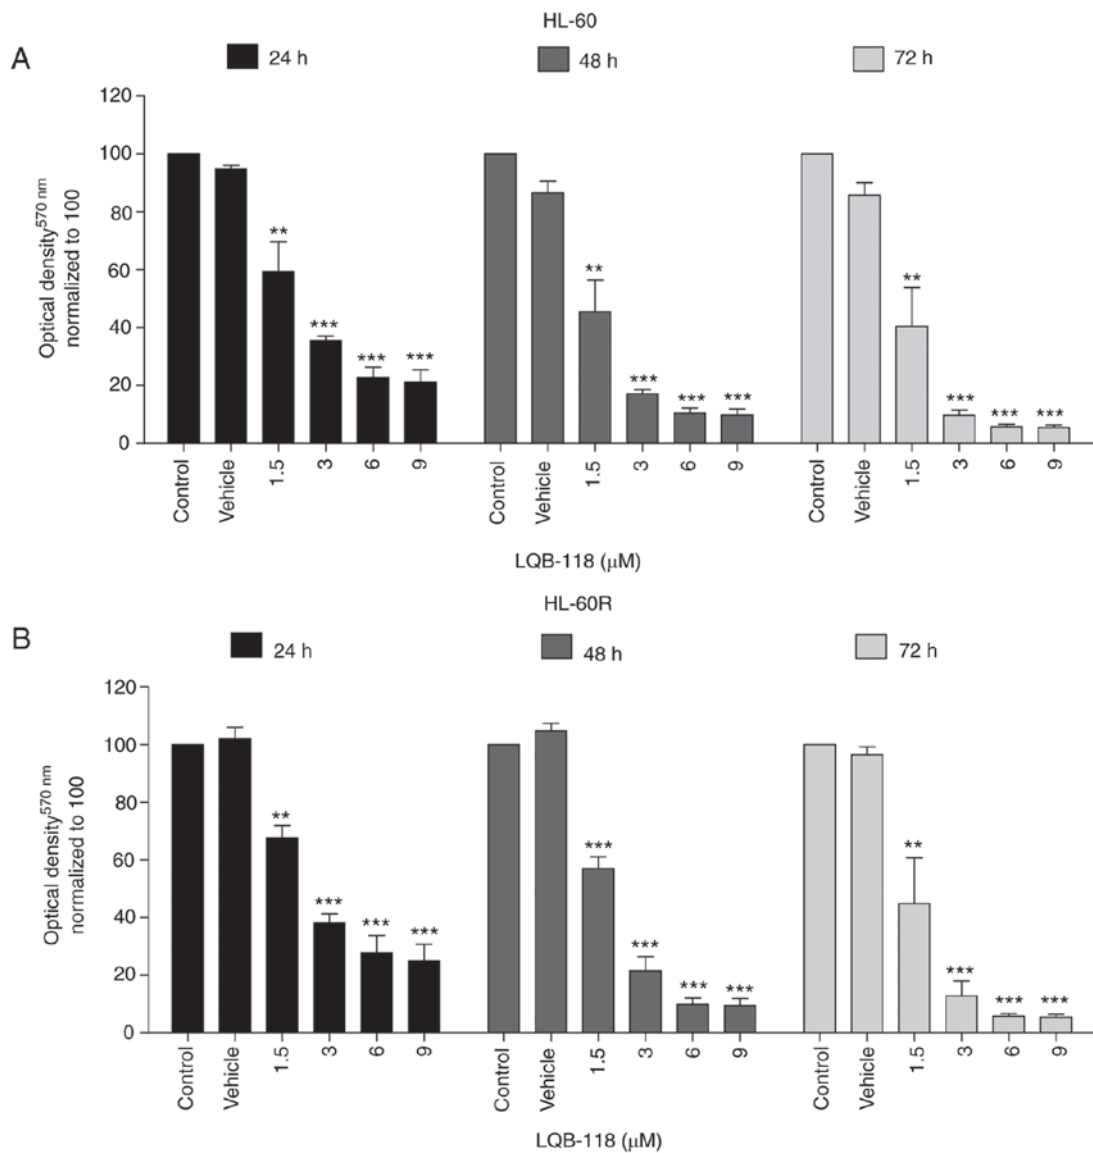 HL-60
A
24 h 48 h 72 h
120
100
80
60
40
20
0
Optical density570 nm
normalized to 100
** *** *** ***
** *** *** ***
** *** *** ***
Control Vehicle 1.5 3 6 9 Control Vehicle 1.5 3 6 9 Control Vehicle 1.5 3 6 9
LQB-118 (μM)
HL-60R
B
24 h 48 h 72 h
120
100
80
60
40
20
0
Optical density570 nm
normalized to 100
** *** *** ***
*** *** *** ***
** *** *** ***
Control Vehicle 1.5 3 6 9 Control Vehicle 1.5 3 6 9 Control Vehicle 1.5 3 6 9
LQB-118 (μM)